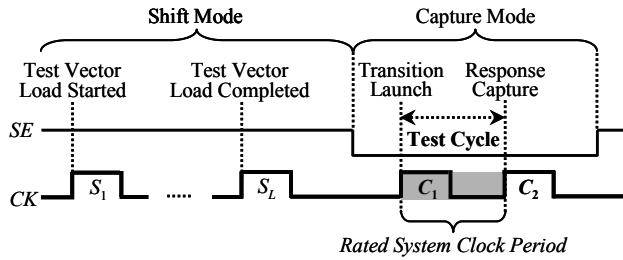 Shift Mode
Capture Mode
Test Vector
Load Started
Test Vector
Load Completed
Transition
Launch
Response
Capture
SE
Test Cycle
CK
S1
.....
SL
C1
C2
Rated System Clock Period